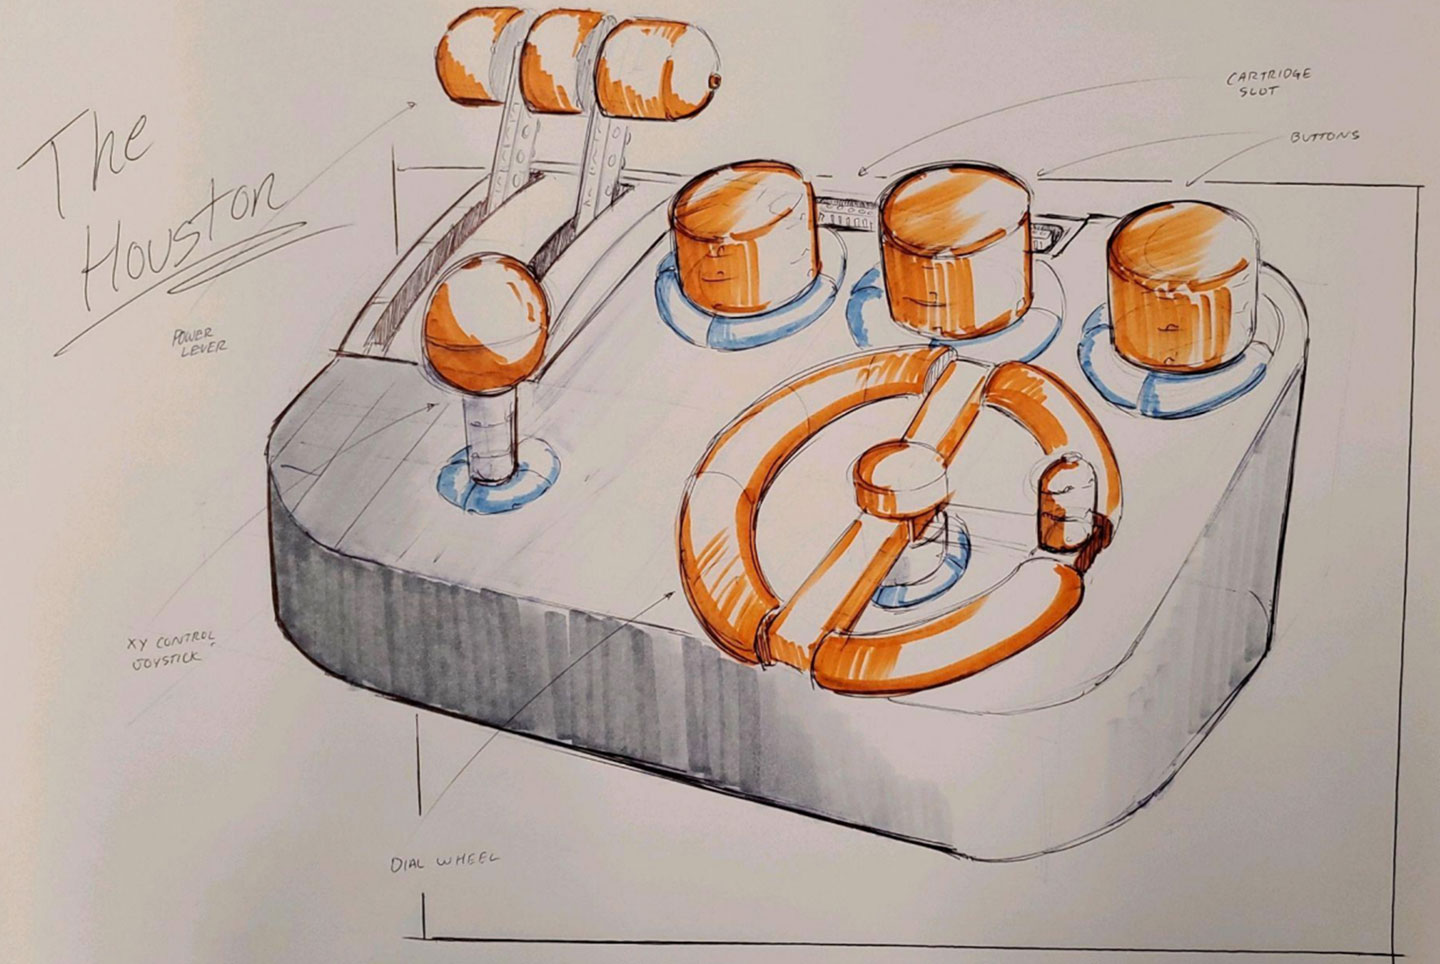 The
Houston
CARTRIDGE
SLOT
BUTTONS
POWER
LEVER
XY CONTROL
JOYSTICK
DIAL WHEEL